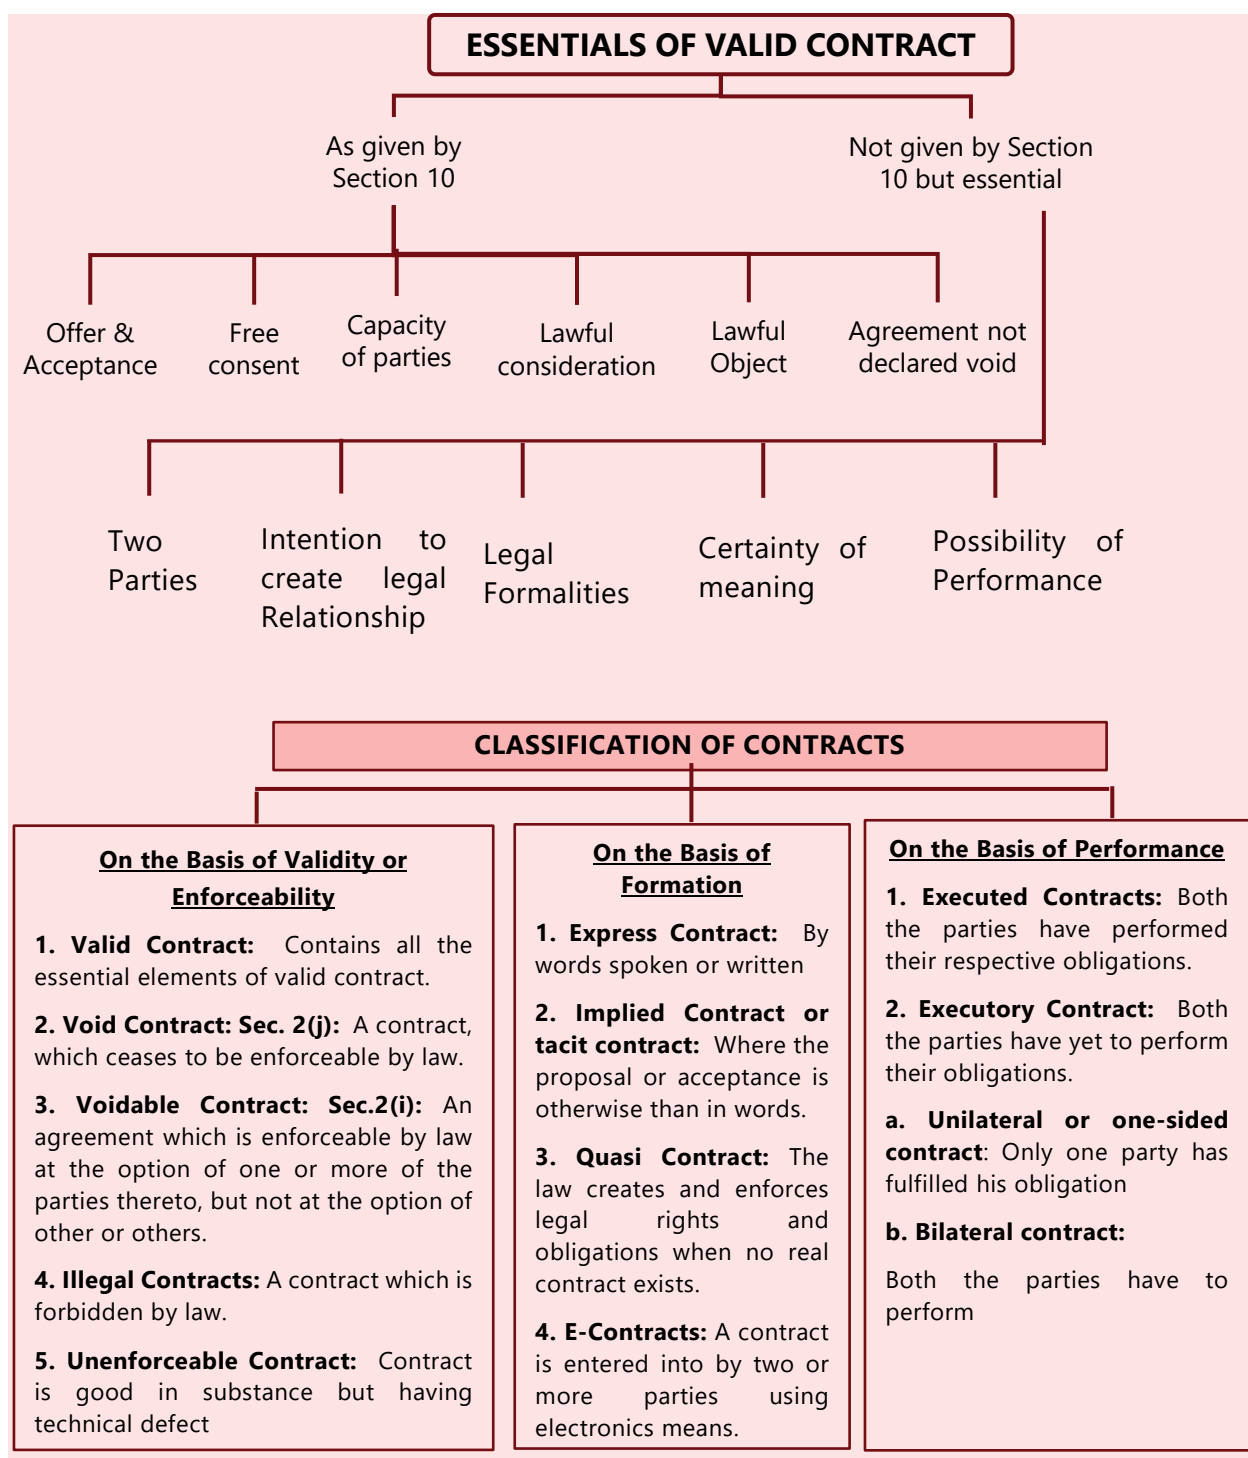 ESSENTIALS OF VALID CONTRACT
As given by
Section 10
Not given by Section
10 but essential
Offer &
Acceptance
Free
consent
Capacity
of parties
Lawful
consideration
Lawful
Object
Agreement not
declared void
Two
Parties
Intention to
create legal
Relationship
Legal
Formalities
Certainty of
meaning
Possibility of
Performance
CLASSIFICATION OF CONTRACTS
On the Basis of Validity or
Enforceability
1. Valid Contract: Contains all the
essential elements of valid contract.
2. Void Contract: Sec. 2(j): A contract,
which ceases to be enforceable by law.
3. Voidable Contract: Sec.2(i): An
agreement which is enforceable by law
at the option of one or more of the
parties thereto, but not at the option of
other or others.
4. Illegal Contracts: A contract which is
forbidden by law.
5. Unenforceable Contract: Contract
is good in substance but having
technical defect
On the Basis of
Formation
1. Express Contract: By
words spoken or written
2. Implied Contract or
tacit contract: Where the
proposal or acceptance is
otherwise than in words.
3. Quasi Contract: The
law creates and enforces
legal rights and
obligations when no real
contract exists.
4. E-Contracts: A contract
is entered into by two or
more parties using
electronics means.
On the Basis of Performance
1. Executed Contracts: Both
the parties have performed
their respective obligations.
2. Executory Contract: Both
the parties have yet to perform
their obligations.
a. Unilateral or one-sided
contract: Only one party has
fulfilled his obligation
b. Bilateral contract:
Both the parties have to
perform